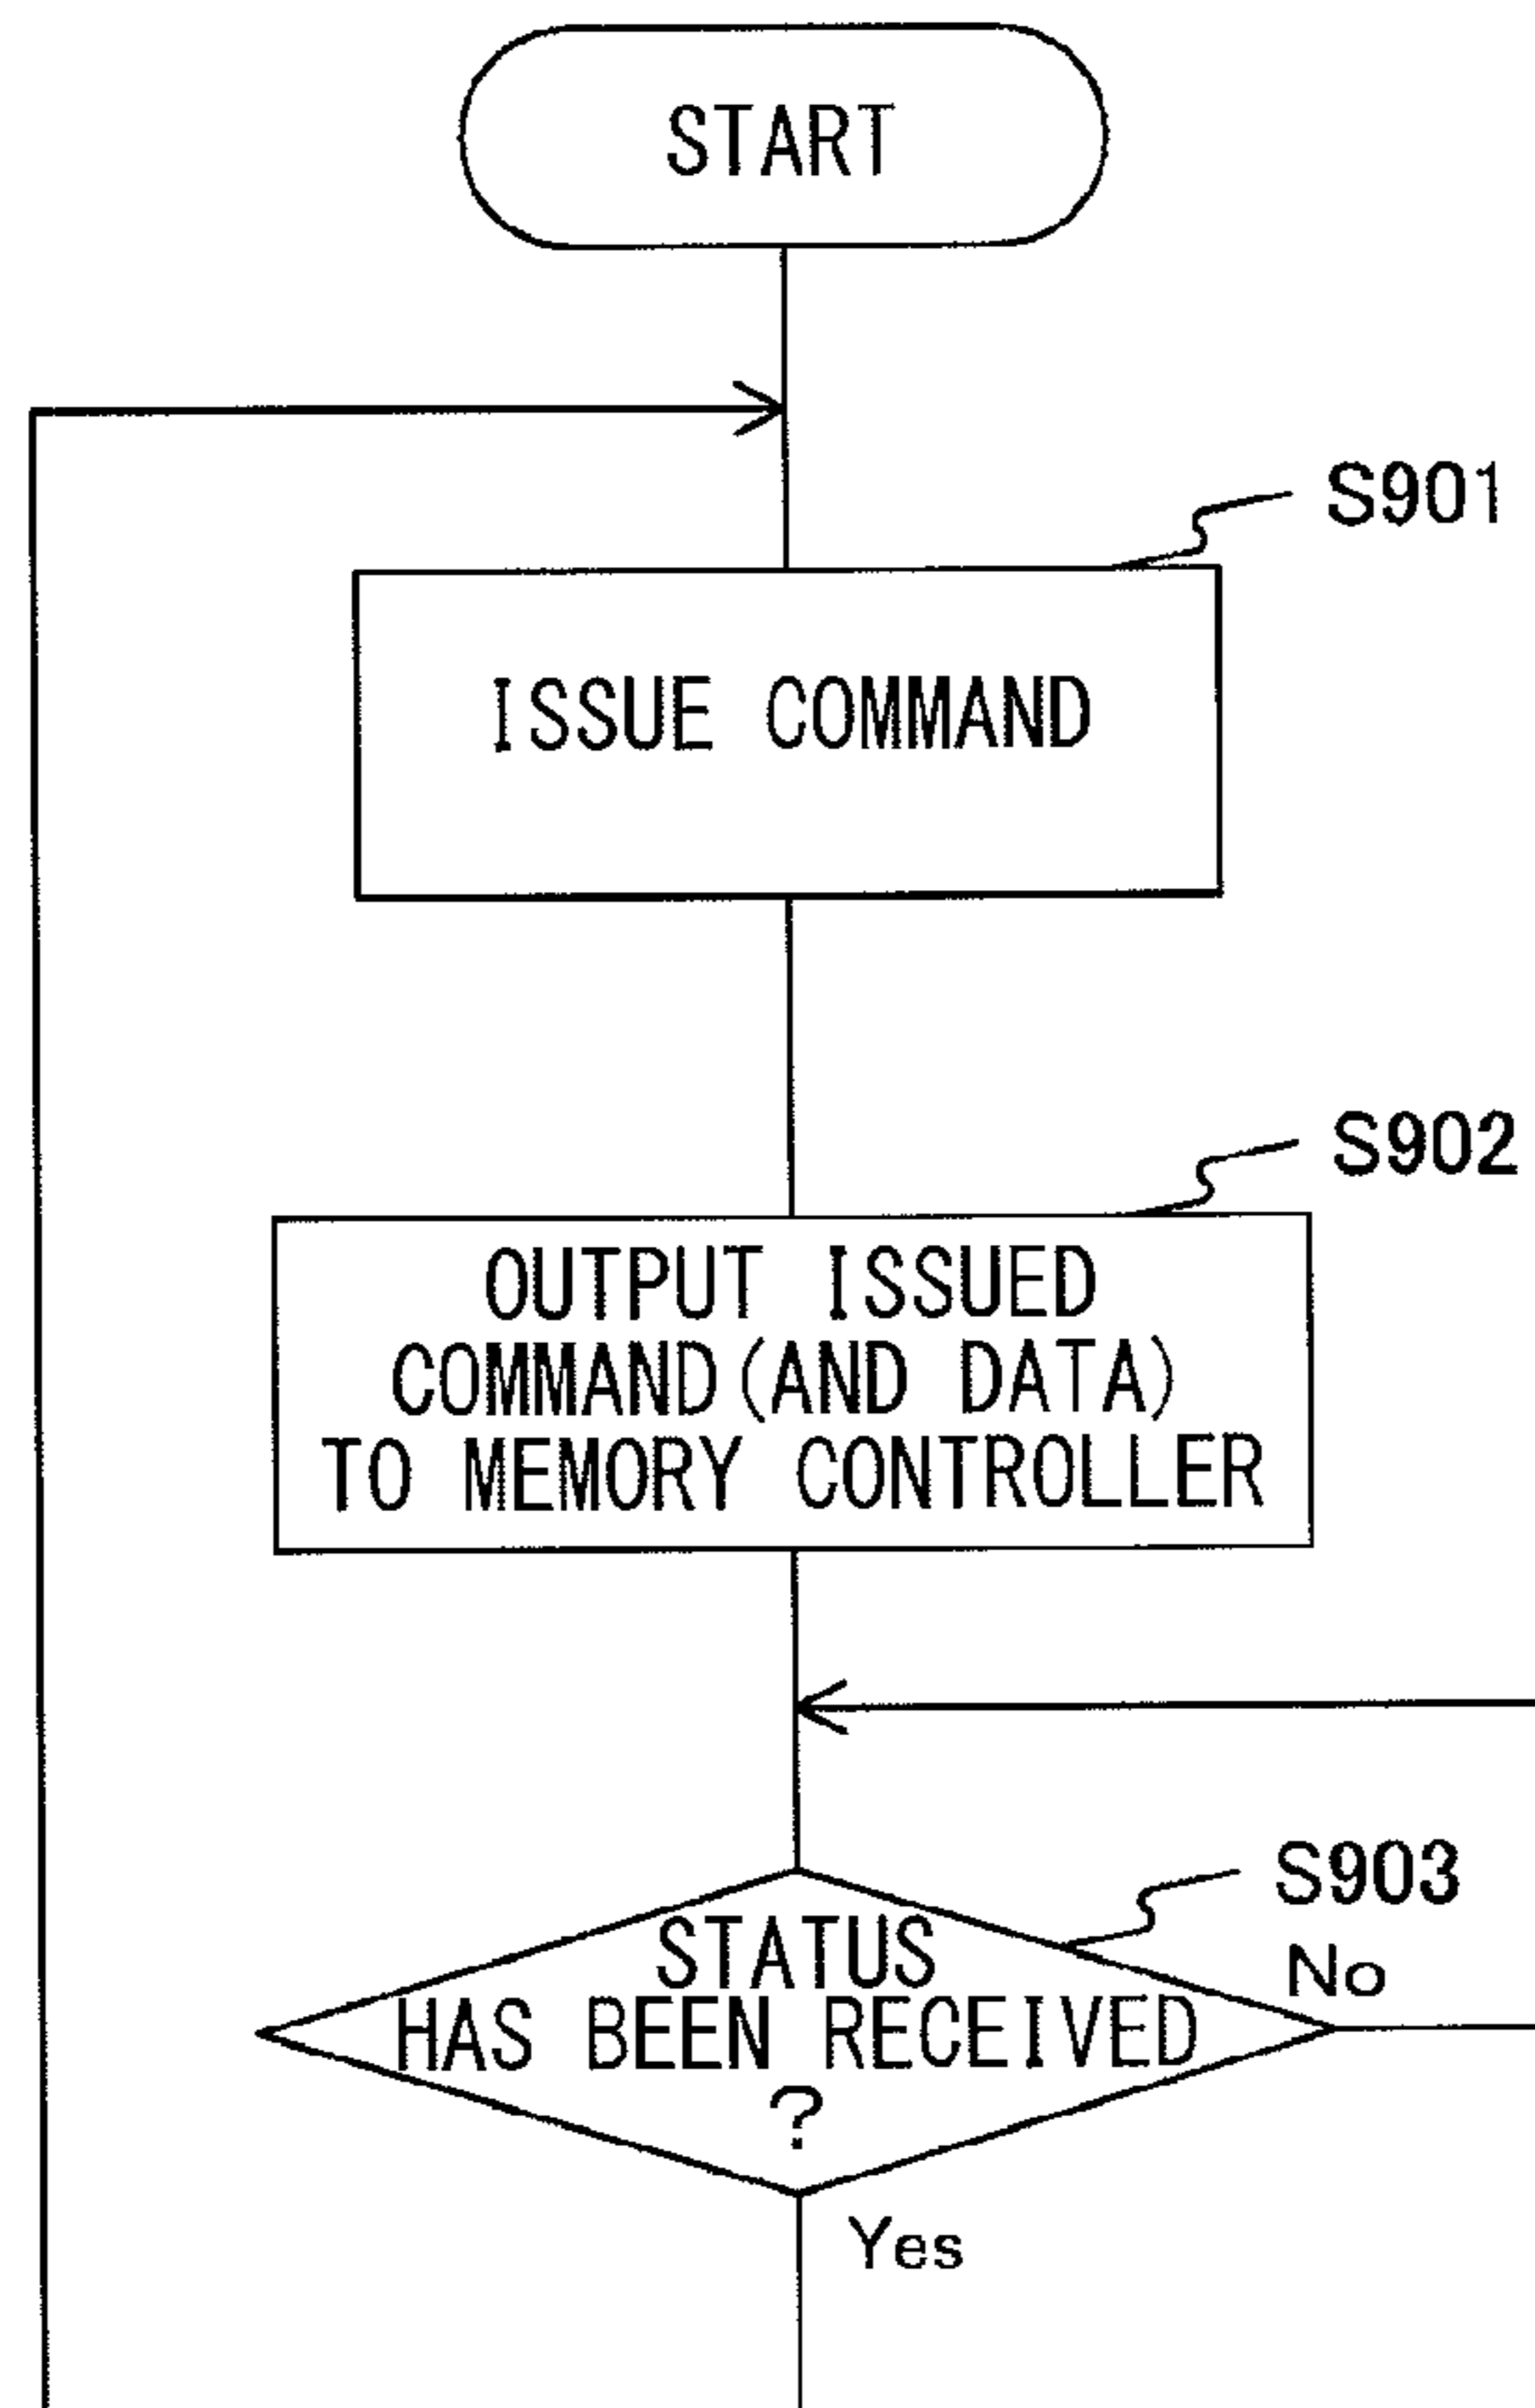 START
S901
ISSUE COMMAND
S902
OUTPUT ISSUED
COMMAND(AND DATA)
TO MEMORY CONTROLLER
S903
STATUS
HAS BEEN RECEIVED
?
No
Yes